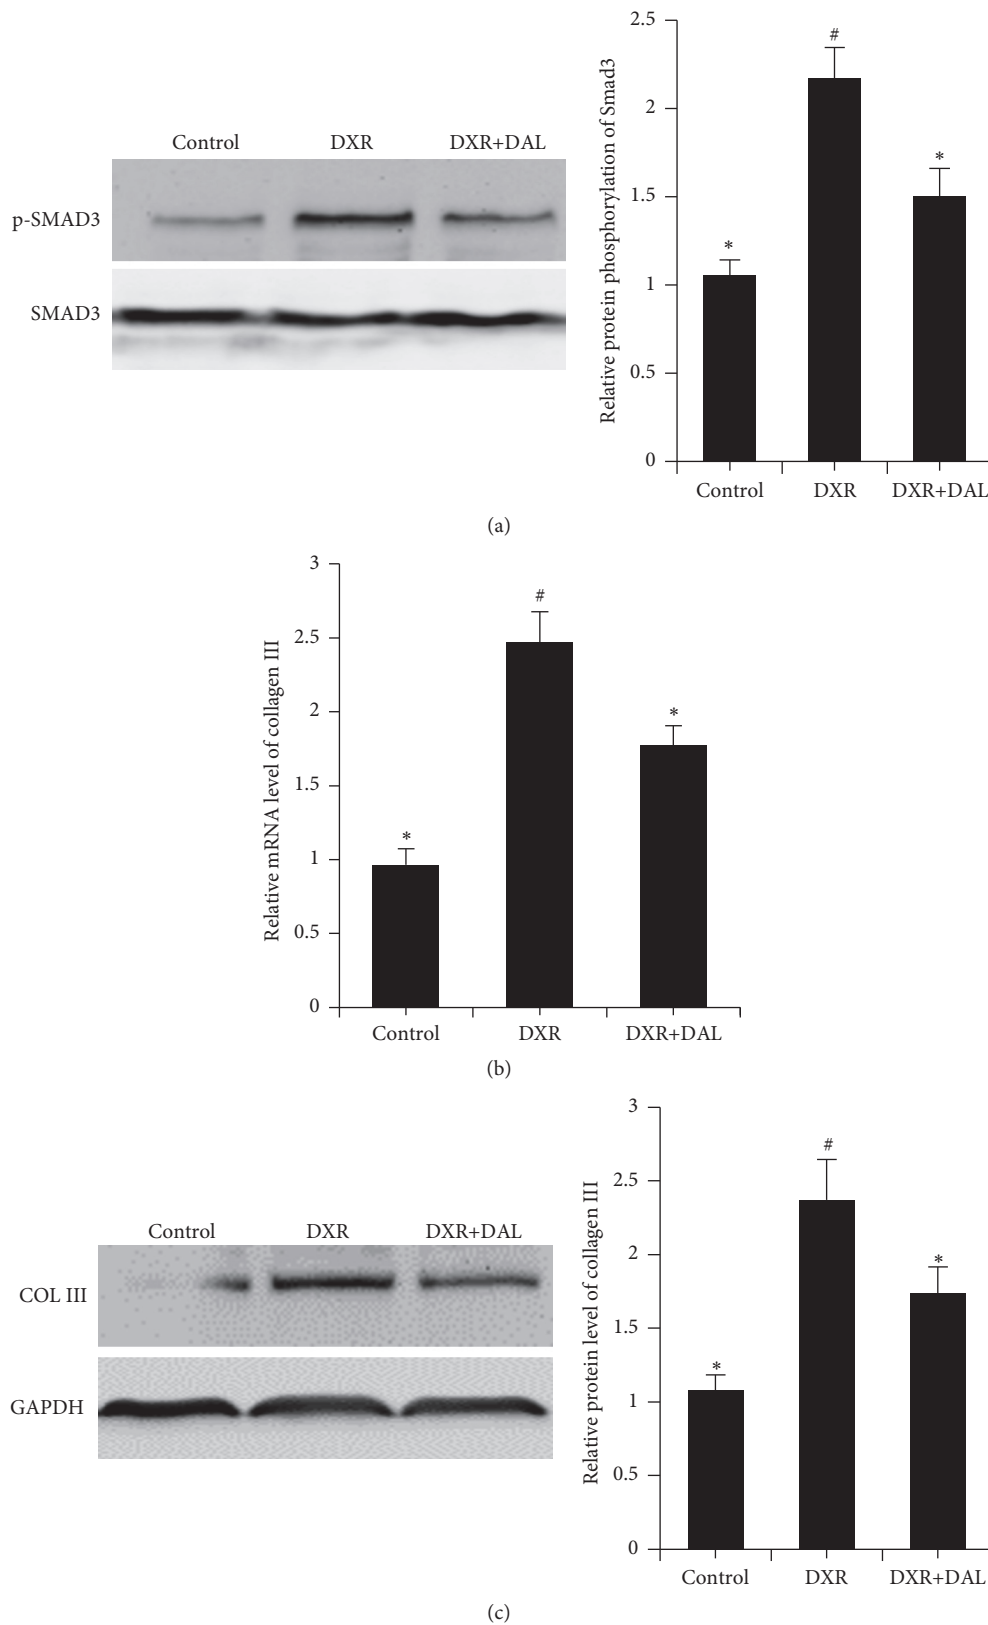 Control DXR DXR+DAL
p-SMAD3
SMAD3
Relative protein phosphorylation of Smad3
2.5
2
1.5
1
0.5
0
*
#
*
Control DXR DXR+DAL
(a)
Relative mRNA level of collagen III
3
2.5
2
1.5
1
0.5
0
*
#
*
Control DXR DXR+DAL
(b)
Control DXR DXR+DAL
COL III
GAPDH
Relative protein level of collagen III
3
2.5
2
1.5
1
0.5
0
*
#
*
Control DXR DXR+DAL
(c)